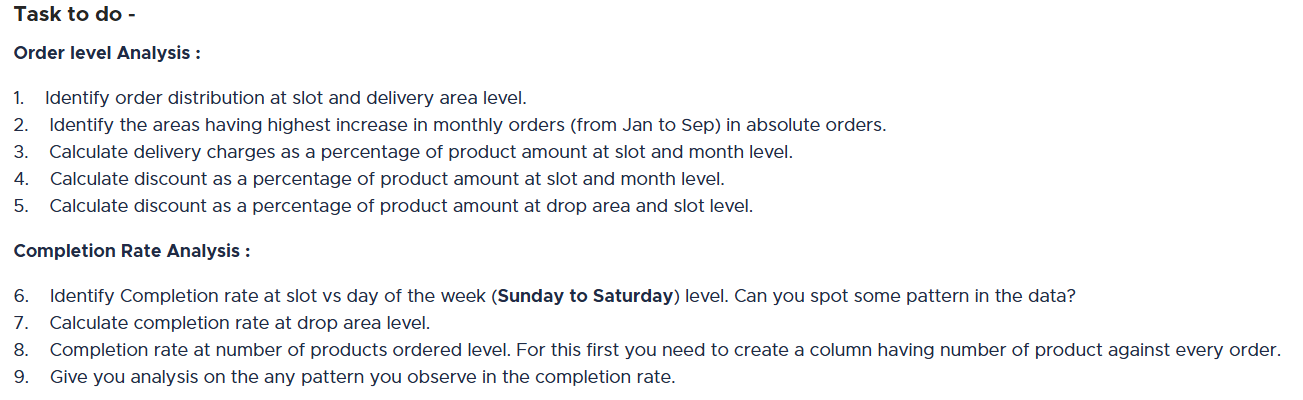 Task to do -
Order level Analysis :
1. Identify order distribution at slot and delivery area level.
2. Identify the areas having highest increase in monthly orders (from Jan to Sep) in absolute orders.
3. Calculate delivery charges as a percentage of product amount at slot and month level.
4. Calculate discount as a percentage of product amount at slot and month level.
5. Calculate discount as a percentage of product amount at drop area and slot level.
Completion Rate Analysis :
6. Identify Completion rate at slot vs day of the week (Sunday to Saturday) level. Can you spot some pattern in the data?
7. Calculate completion rate at drop area level.
8. Completion rate at number of products ordered level. For this first you need to create a column having number of product against every order.
9. Give you analysis on the any pattern you observe in the completion rate.